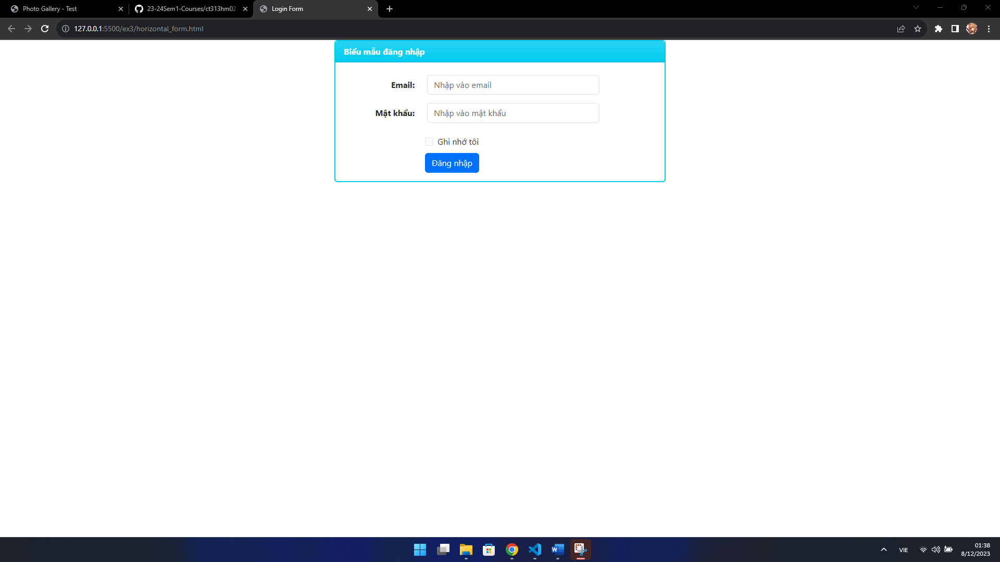 Photo Gallery - Test
23-24Sem1-Courses/ct313hm02-
Login Form
127.0.0.1:5500/ex3/horizontal_form.html
Biểu mẫu đăng nhập
Email:
Nhập vào email
Mật khẩu:
Nhập vào mật khẩu
Ghi nhớ tôi
Đăng nhập
VIE
01:38
8/12/2023